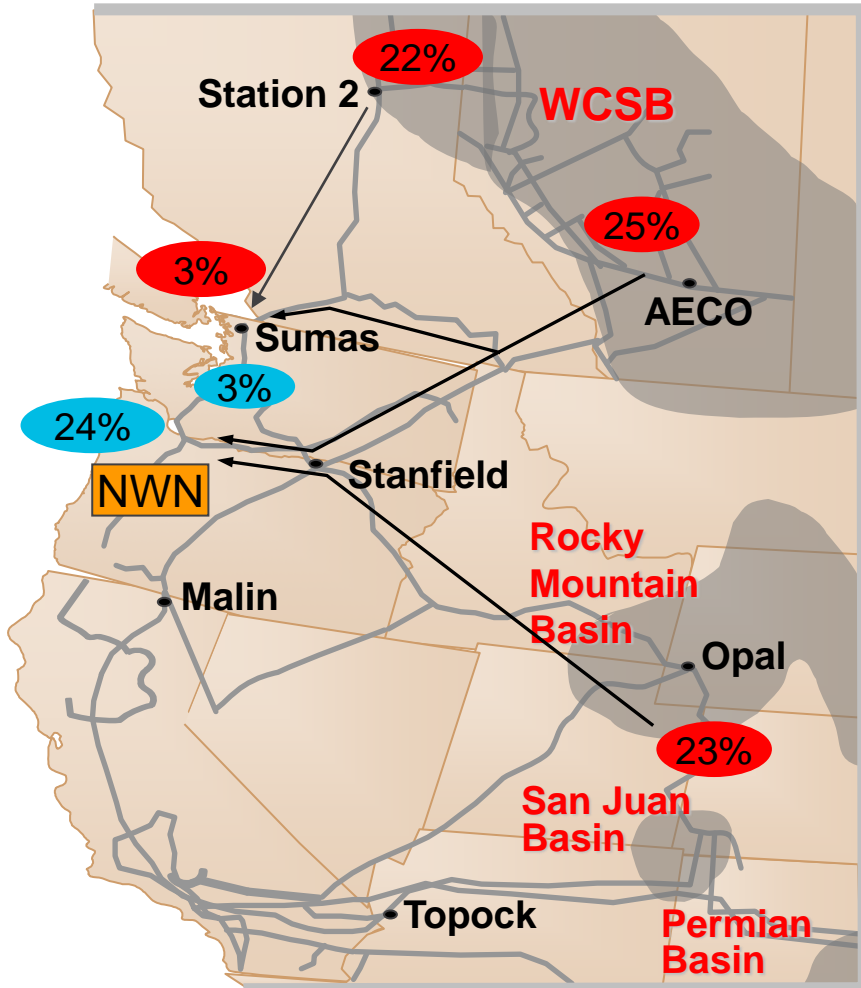 22%
Station 2
WCSB
25%
3%
AECO
Sumas
3%
24%
Stanfield
NWN
Rocky
Mountain
Basin
Malin
Opal
23%
San Juan
Basin
Topock
Permian
Basin